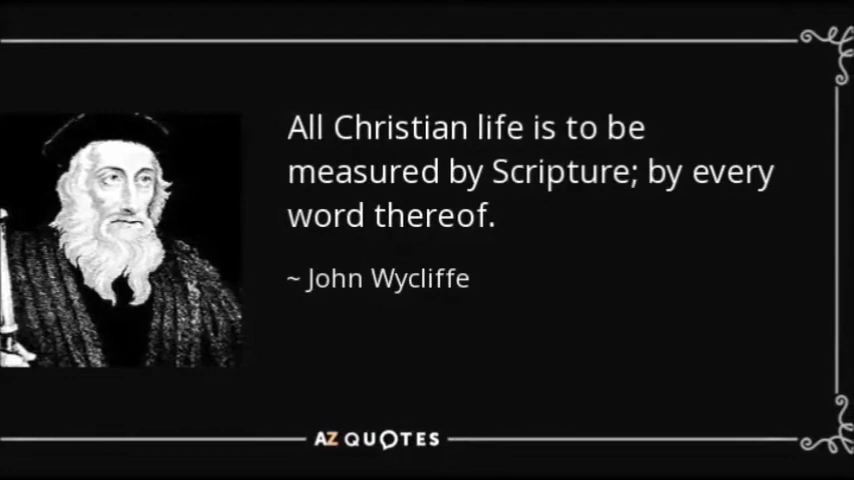 All Christian life is to be
measured by Scripture; by every
word thereof.
~ John Wycliffe
AZ QUOTES